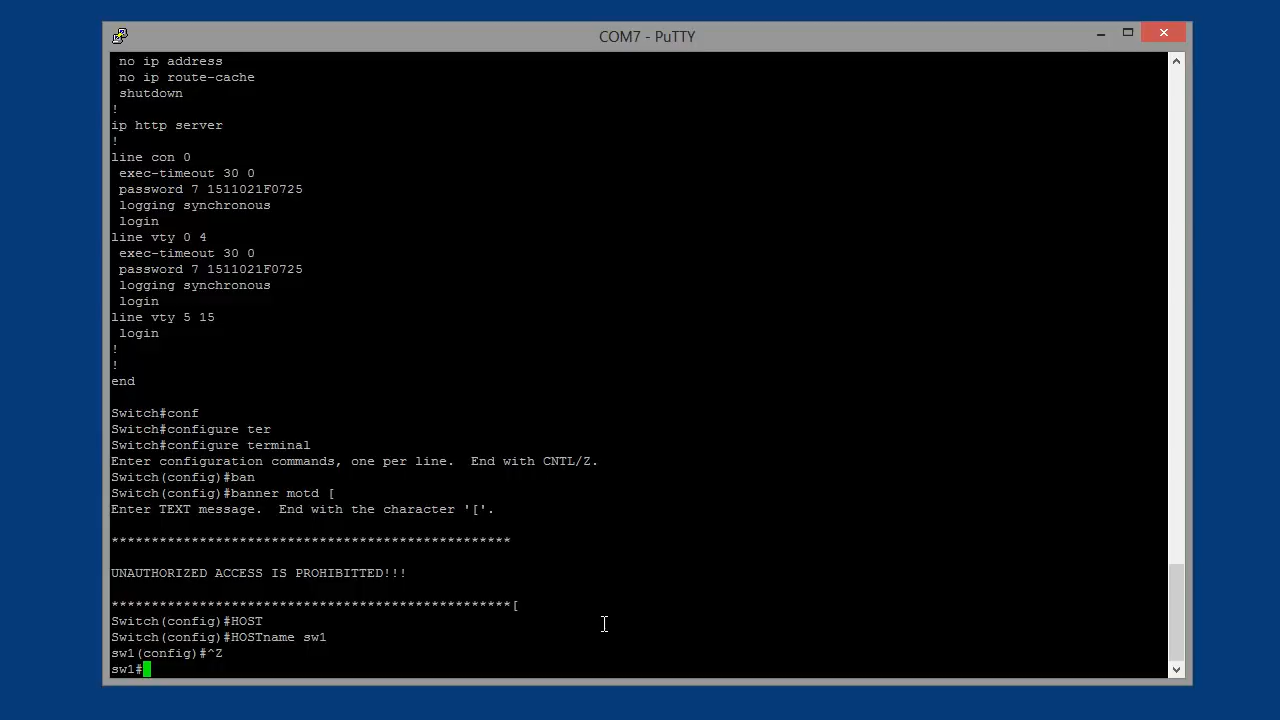 COM7 - PuTTY
no ip address
no ip route-cache
shutdown
!
ip http server
!
line con 0
exec-timeout 30 0
password 7 1511021F0725
logging synchronous
login
line vty 0 4
exec-timeout 30 0
password 7 1511021F0725
logging synchronous
login
line vty 5 15
login
!
!
end
Switch#conf
Switch#configure ter
Switch#configure terminal
Enter configuration commands, one per line.  End with CNTL/Z.
Switch(config)#ban
Switch(config)#banner motd [
Enter TEXT message.  End with the character '['.
**************************************************
UNAUTHORIZED ACCESS IS PROHIBITTED!!!
**************************************************[
Switch(config)#HOST
Switch(config)#HOSTname sw1
sw1(config)#^Z
sw1#